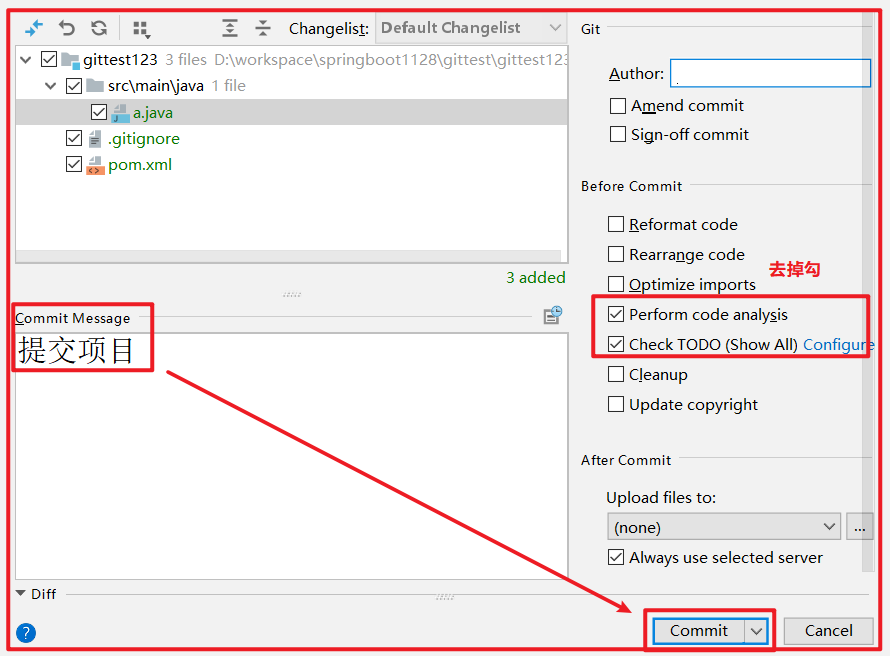 Changelist: Default Changelist
gittest123 3 files D:\workspace\springboot1128\gittest\gittest123
src\main\java 1 file
a.java
.gitignore
pom.xml
3 added
Commit Message
提交项目
Diff
Git
Author:
Amend commit
Sign-off commit
Before Commit
Reformat code
Rearrange code
去掉勾
Optimize imports
Perform code analysis
Check TODO (Show All) Configure
Cleanup
Update copyright
After Commit
Upload files to:
(none)
...
Always use selected server
?
Commit
Cancel